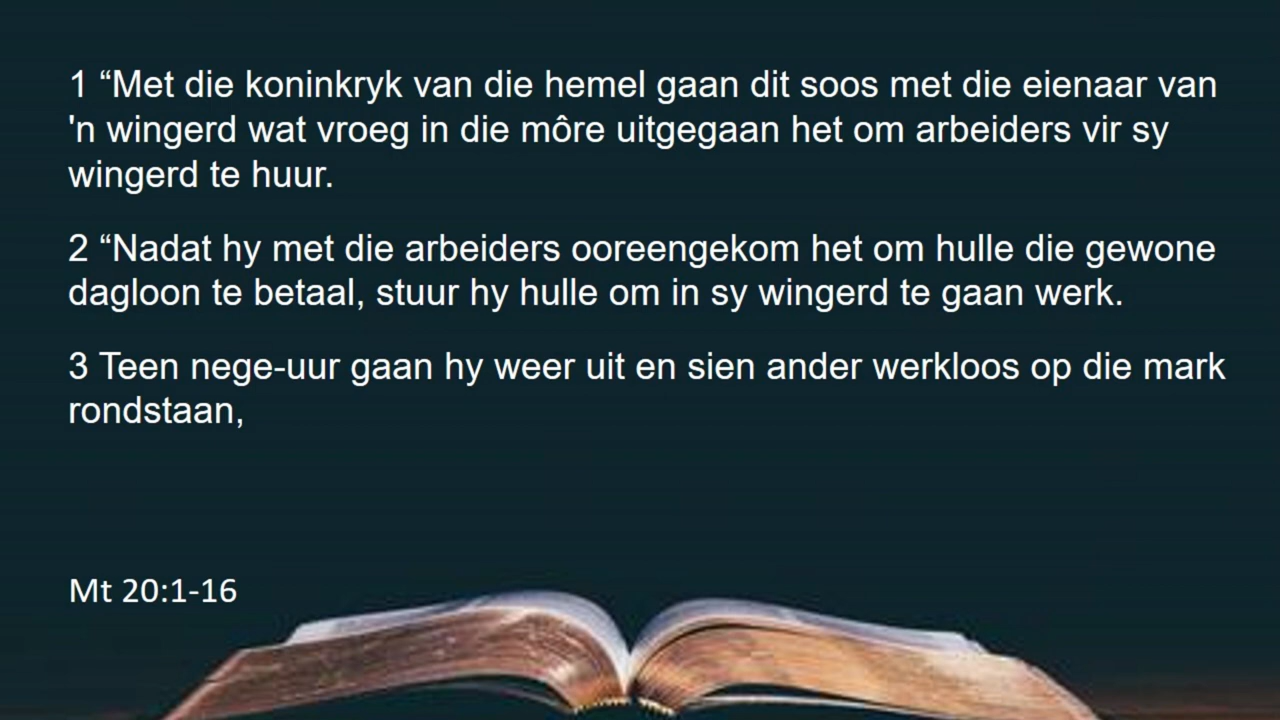 1 “Met die koninkryk van die hemel gaan dit soos met die eienaar van
'n wingerd wat vroeg in die môre uitgegaan het om arbeiders vir sy
wingerd te huur.
2 “Nadat hy met die arbeiders ooreengekom het om hulle die gewone
dagloon te betaal, stuur hy hulle om in sy wingerd te gaan werk.
3 Teen nege-uur gaan hy weer uit en sien ander werkloos op die mark
rondstaan,
Mt 20:1-16